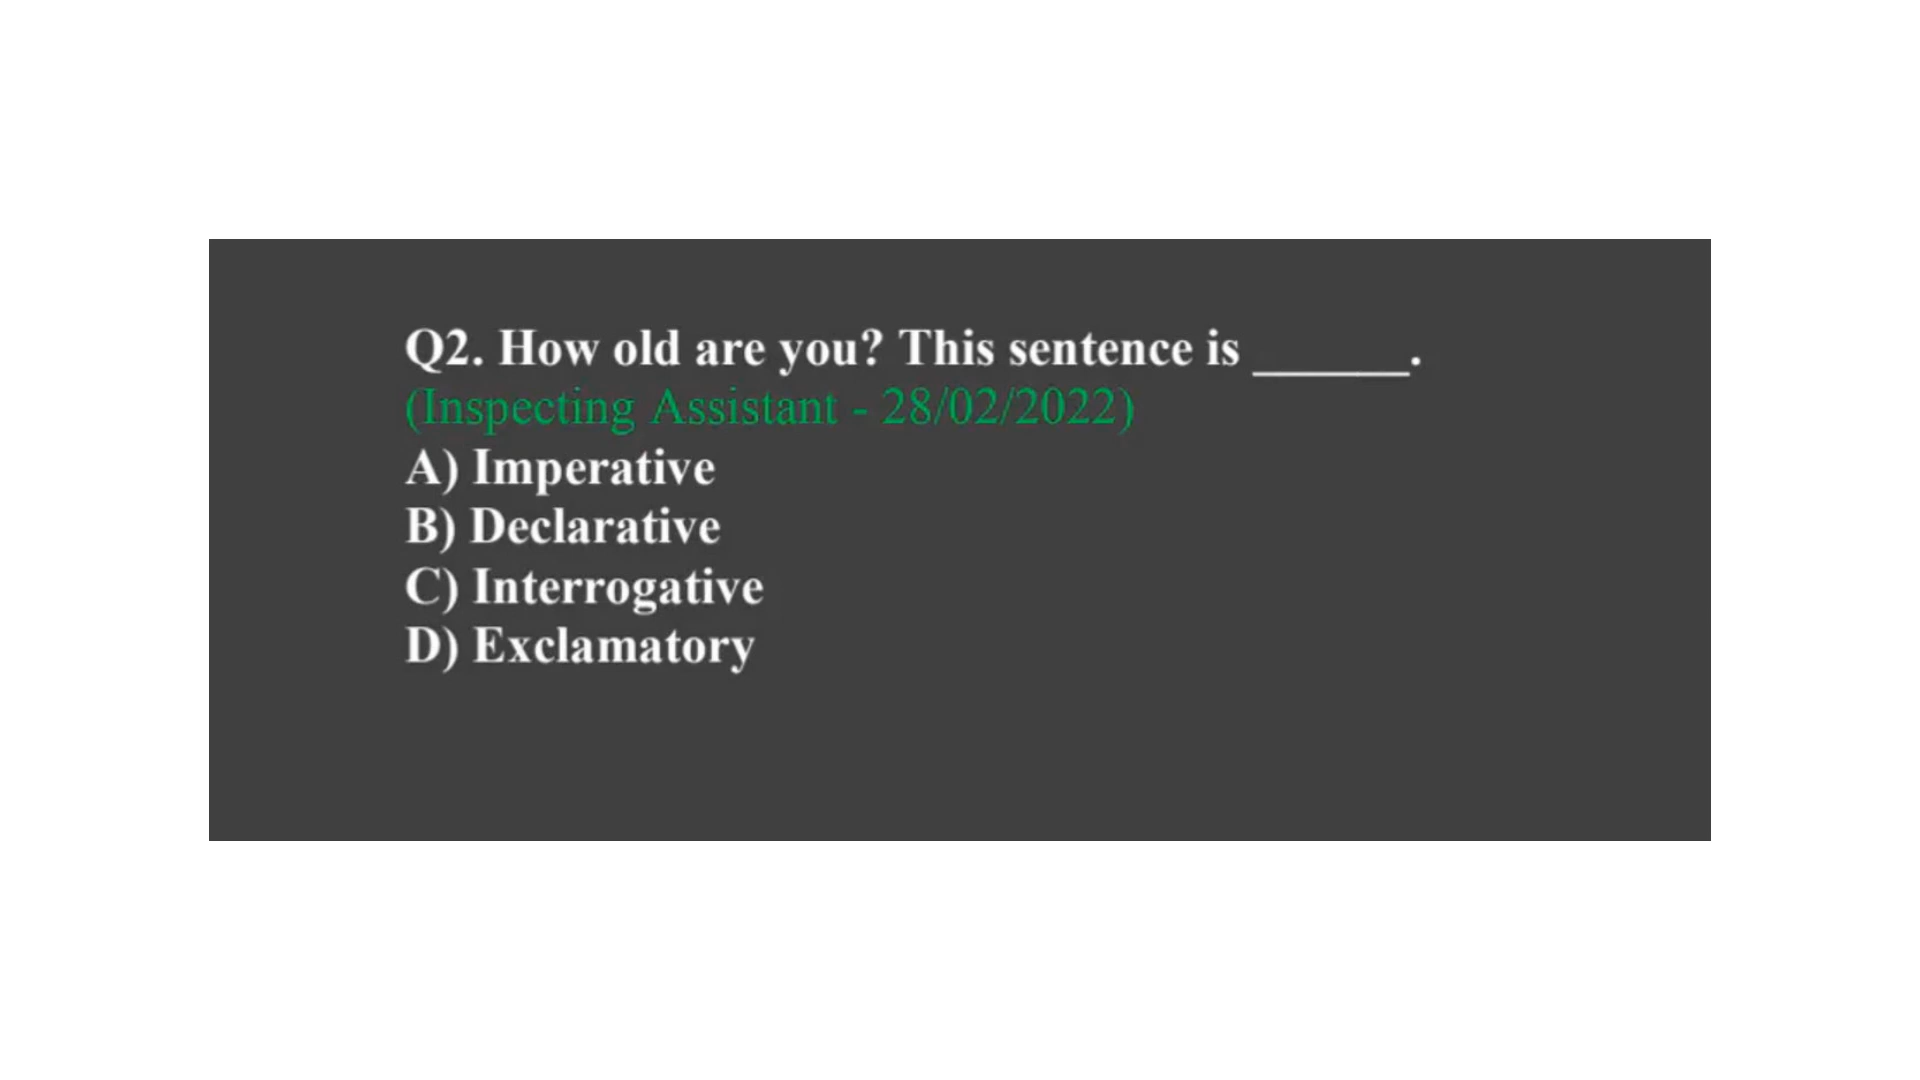 Q2. How old are you? This sentence is ______.
(Inspecting Assistant - 28/02/2022)
A) Imperative
B) Declarative
C) Interrogative
D) Exclamatory